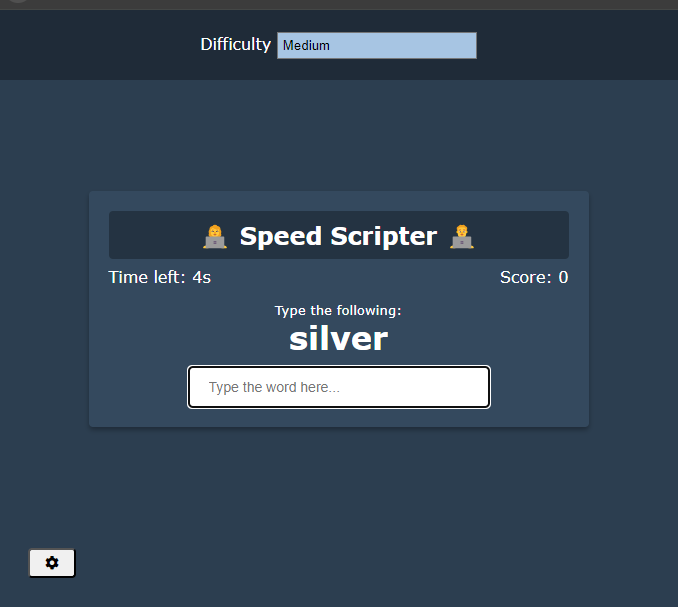 Difficulty Medium
Speed Scripter
Time left: 4s Score: 0
Type the following:
silver
Type the word here...